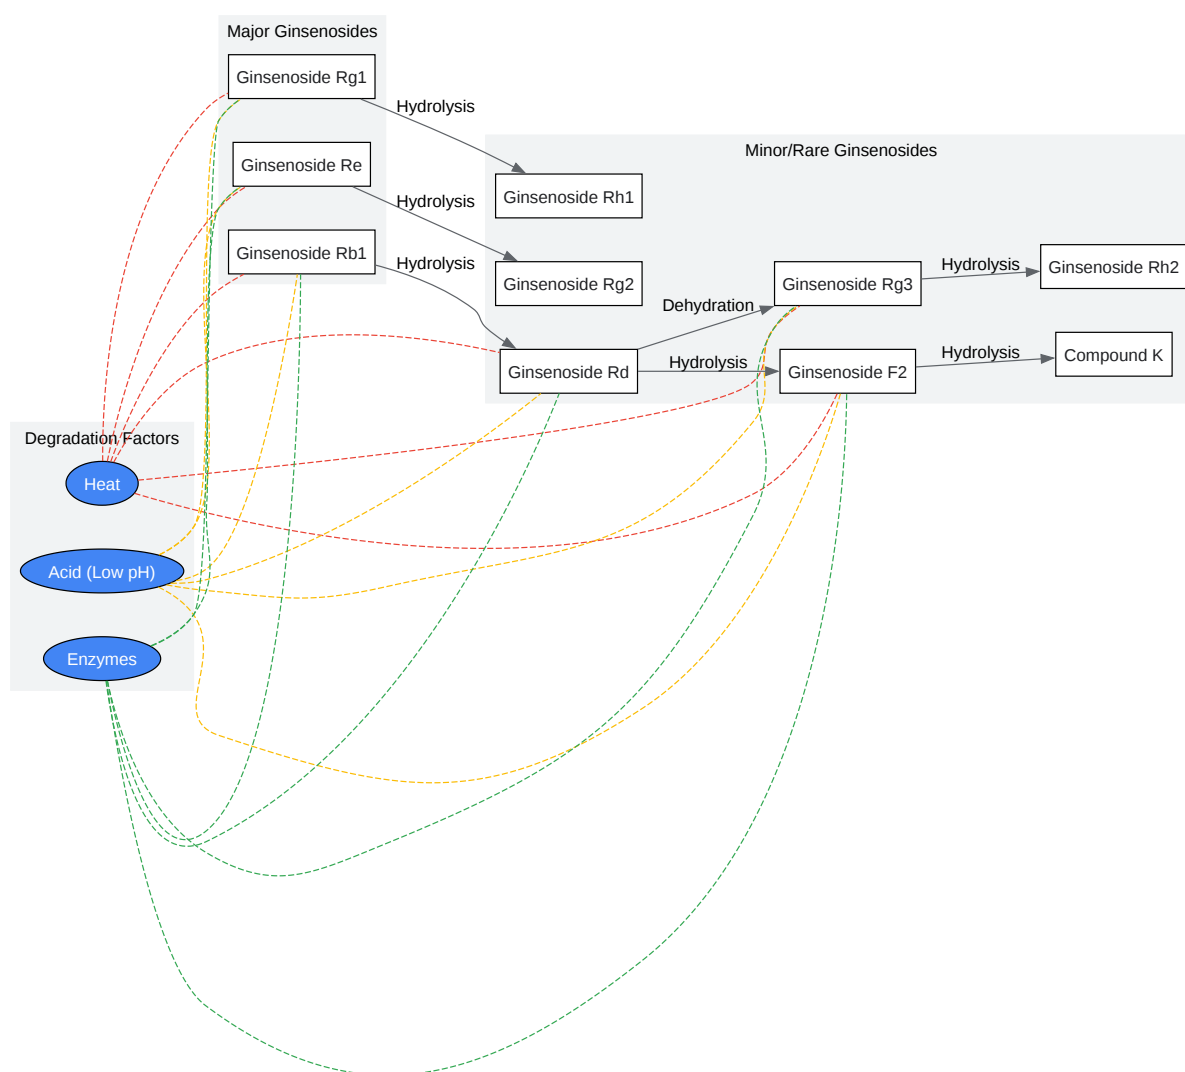 Major Ginsenosides
Ginsenoside Rg1
Hydrolysis
Ginsenoside Re
Hydrolysis
Ginsenoside Rb1
Hydrolysis
Minor/Rare Ginsenosides
Ginsenoside Rh1
Ginsenoside Rg2
Ginsenoside Rd
Dehydration
Hydrolysis
Ginsenoside Rg3
Hydrolysis
Ginsenoside Rh2
Ginsenoside F2
Hydrolysis
Compound K
Degradation Factors
Heat
Acid (Low pH)
Enzymes